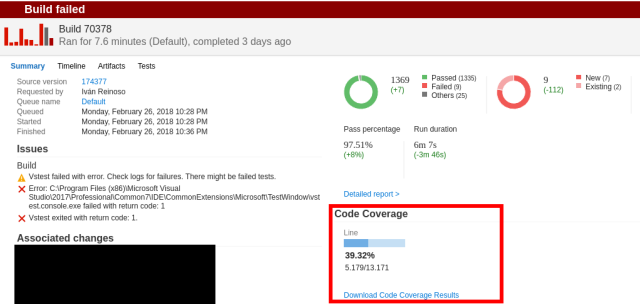 Build failed
Build 70378
Ran for 7.6 minutes (Default), completed 3 days ago
Summary Timeline Artifacts Tests
Source version 174377
Requested by Iván Reinoso
Queue name Default
Queued Monday, February 26, 2018 10:28 PM
Started Monday, February 26, 2018 10:28 PM
Finished Monday, February 26, 2018 10:36 PM
Issues
Build
Vstest failed with error. Check logs for failures. There might be failed tests.
Error: C:\Program Files (x86)\Microsoft Visual
Studio\2017\Professional\Common7\IDE\CommonExtensions\Microsoft\TestWindow\vst
est.console.exe failed with return code: 1
Vstest exited with return code: 1.
Associated changes
1369
(+7)
Passed (1335)
Failed (9)
Others (25)
9
(-112)
New (7)
Existing (2)
Pass percentage
97.51%
(+8%)
Run duration
6m 7s
(-3m 46s)
Detailed report >
Code Coverage
Line
39.32%
5.179/13.171
Download Code Coverage Results